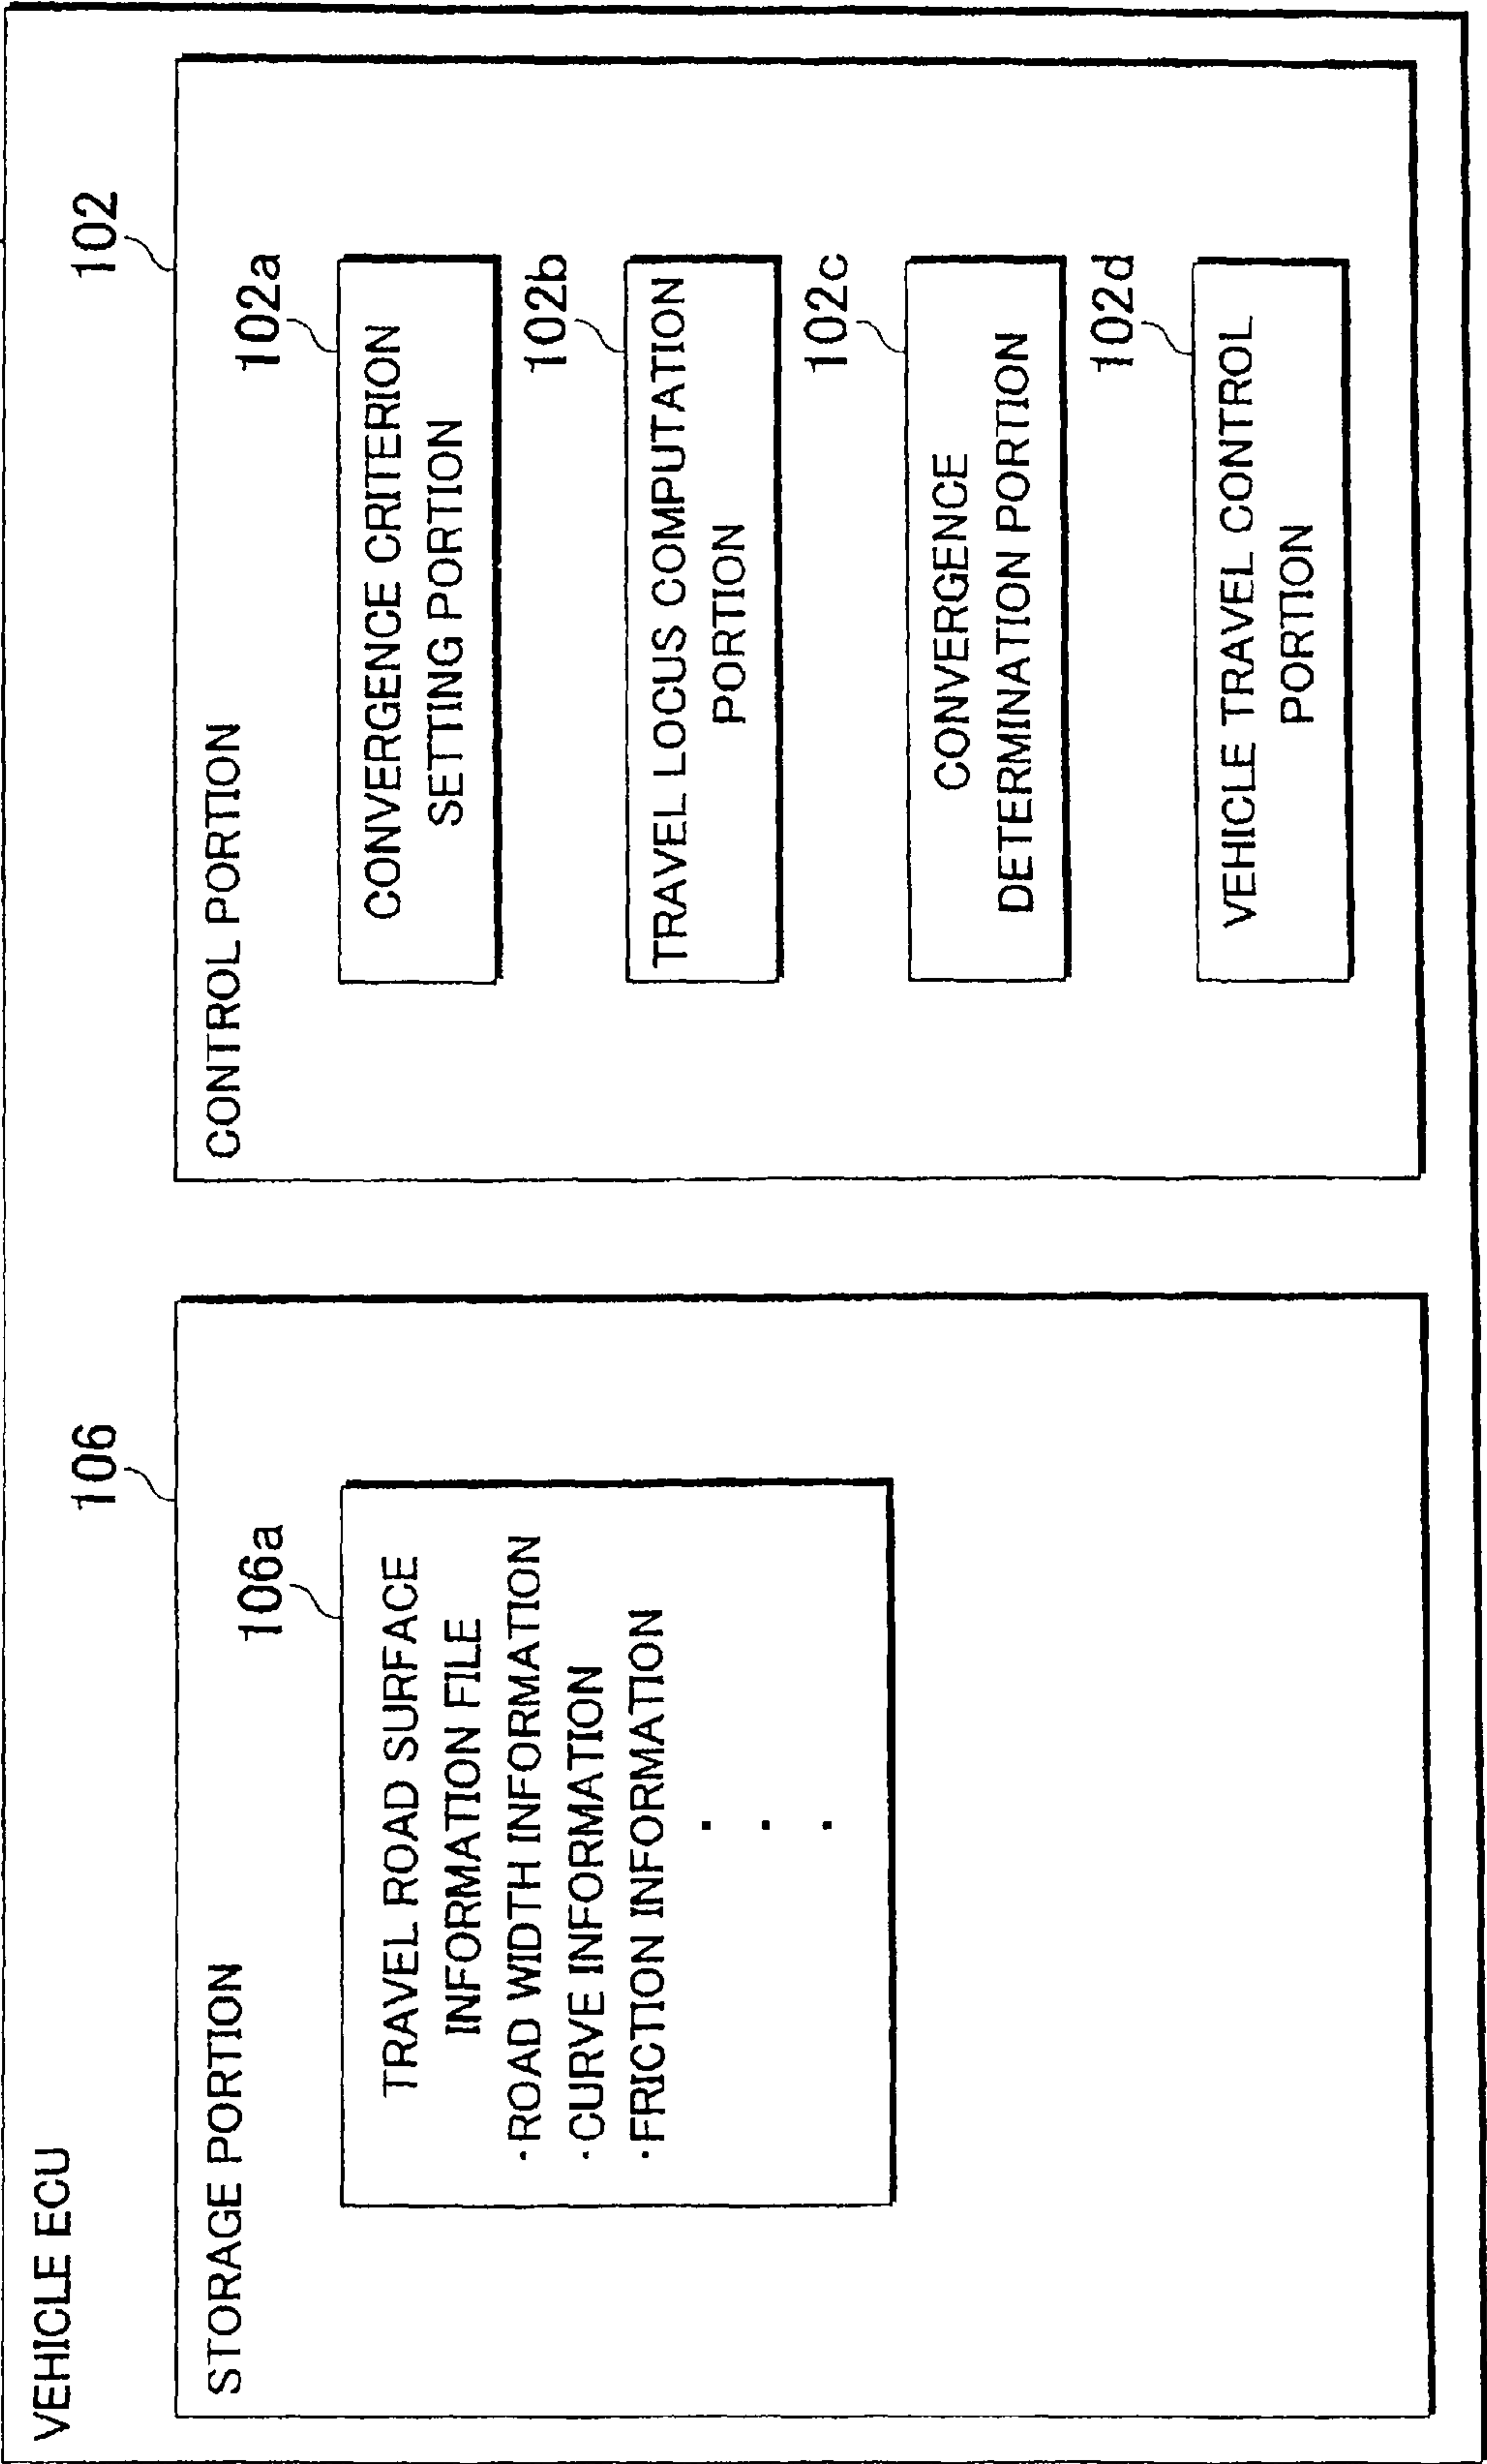 VEHICLE ECU
106
STORAGE PORTION
106a
TRAVEL ROAD SURFACE
INFORMATION FILE
·ROAD WIDTH INFORMATION
·CURVE INFORMATION
·FRICTION INFORMATION
. . .
102
CONTROL PORTION
102a
CONVERGENCE CRITERION
SETTING PORTION
102b
TRAVEL LOCUS COMPUTATION
PORTION
102c
CONVERGENCE
DETERMINATION PORTION
102d
VEHICLE TRAVEL CONTROL
PORTION